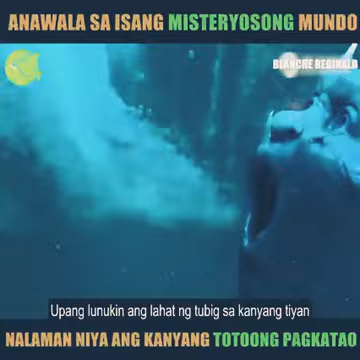 ANAWALA SA ISANG MISTERYOSONG MUNDO
BLANCHE REGINALD
Upang lunukin ang lahat ng tubig sa kanyang tiyan
NALAMAN NIYA ANG KANYANG TOTOONG PAGKATAO